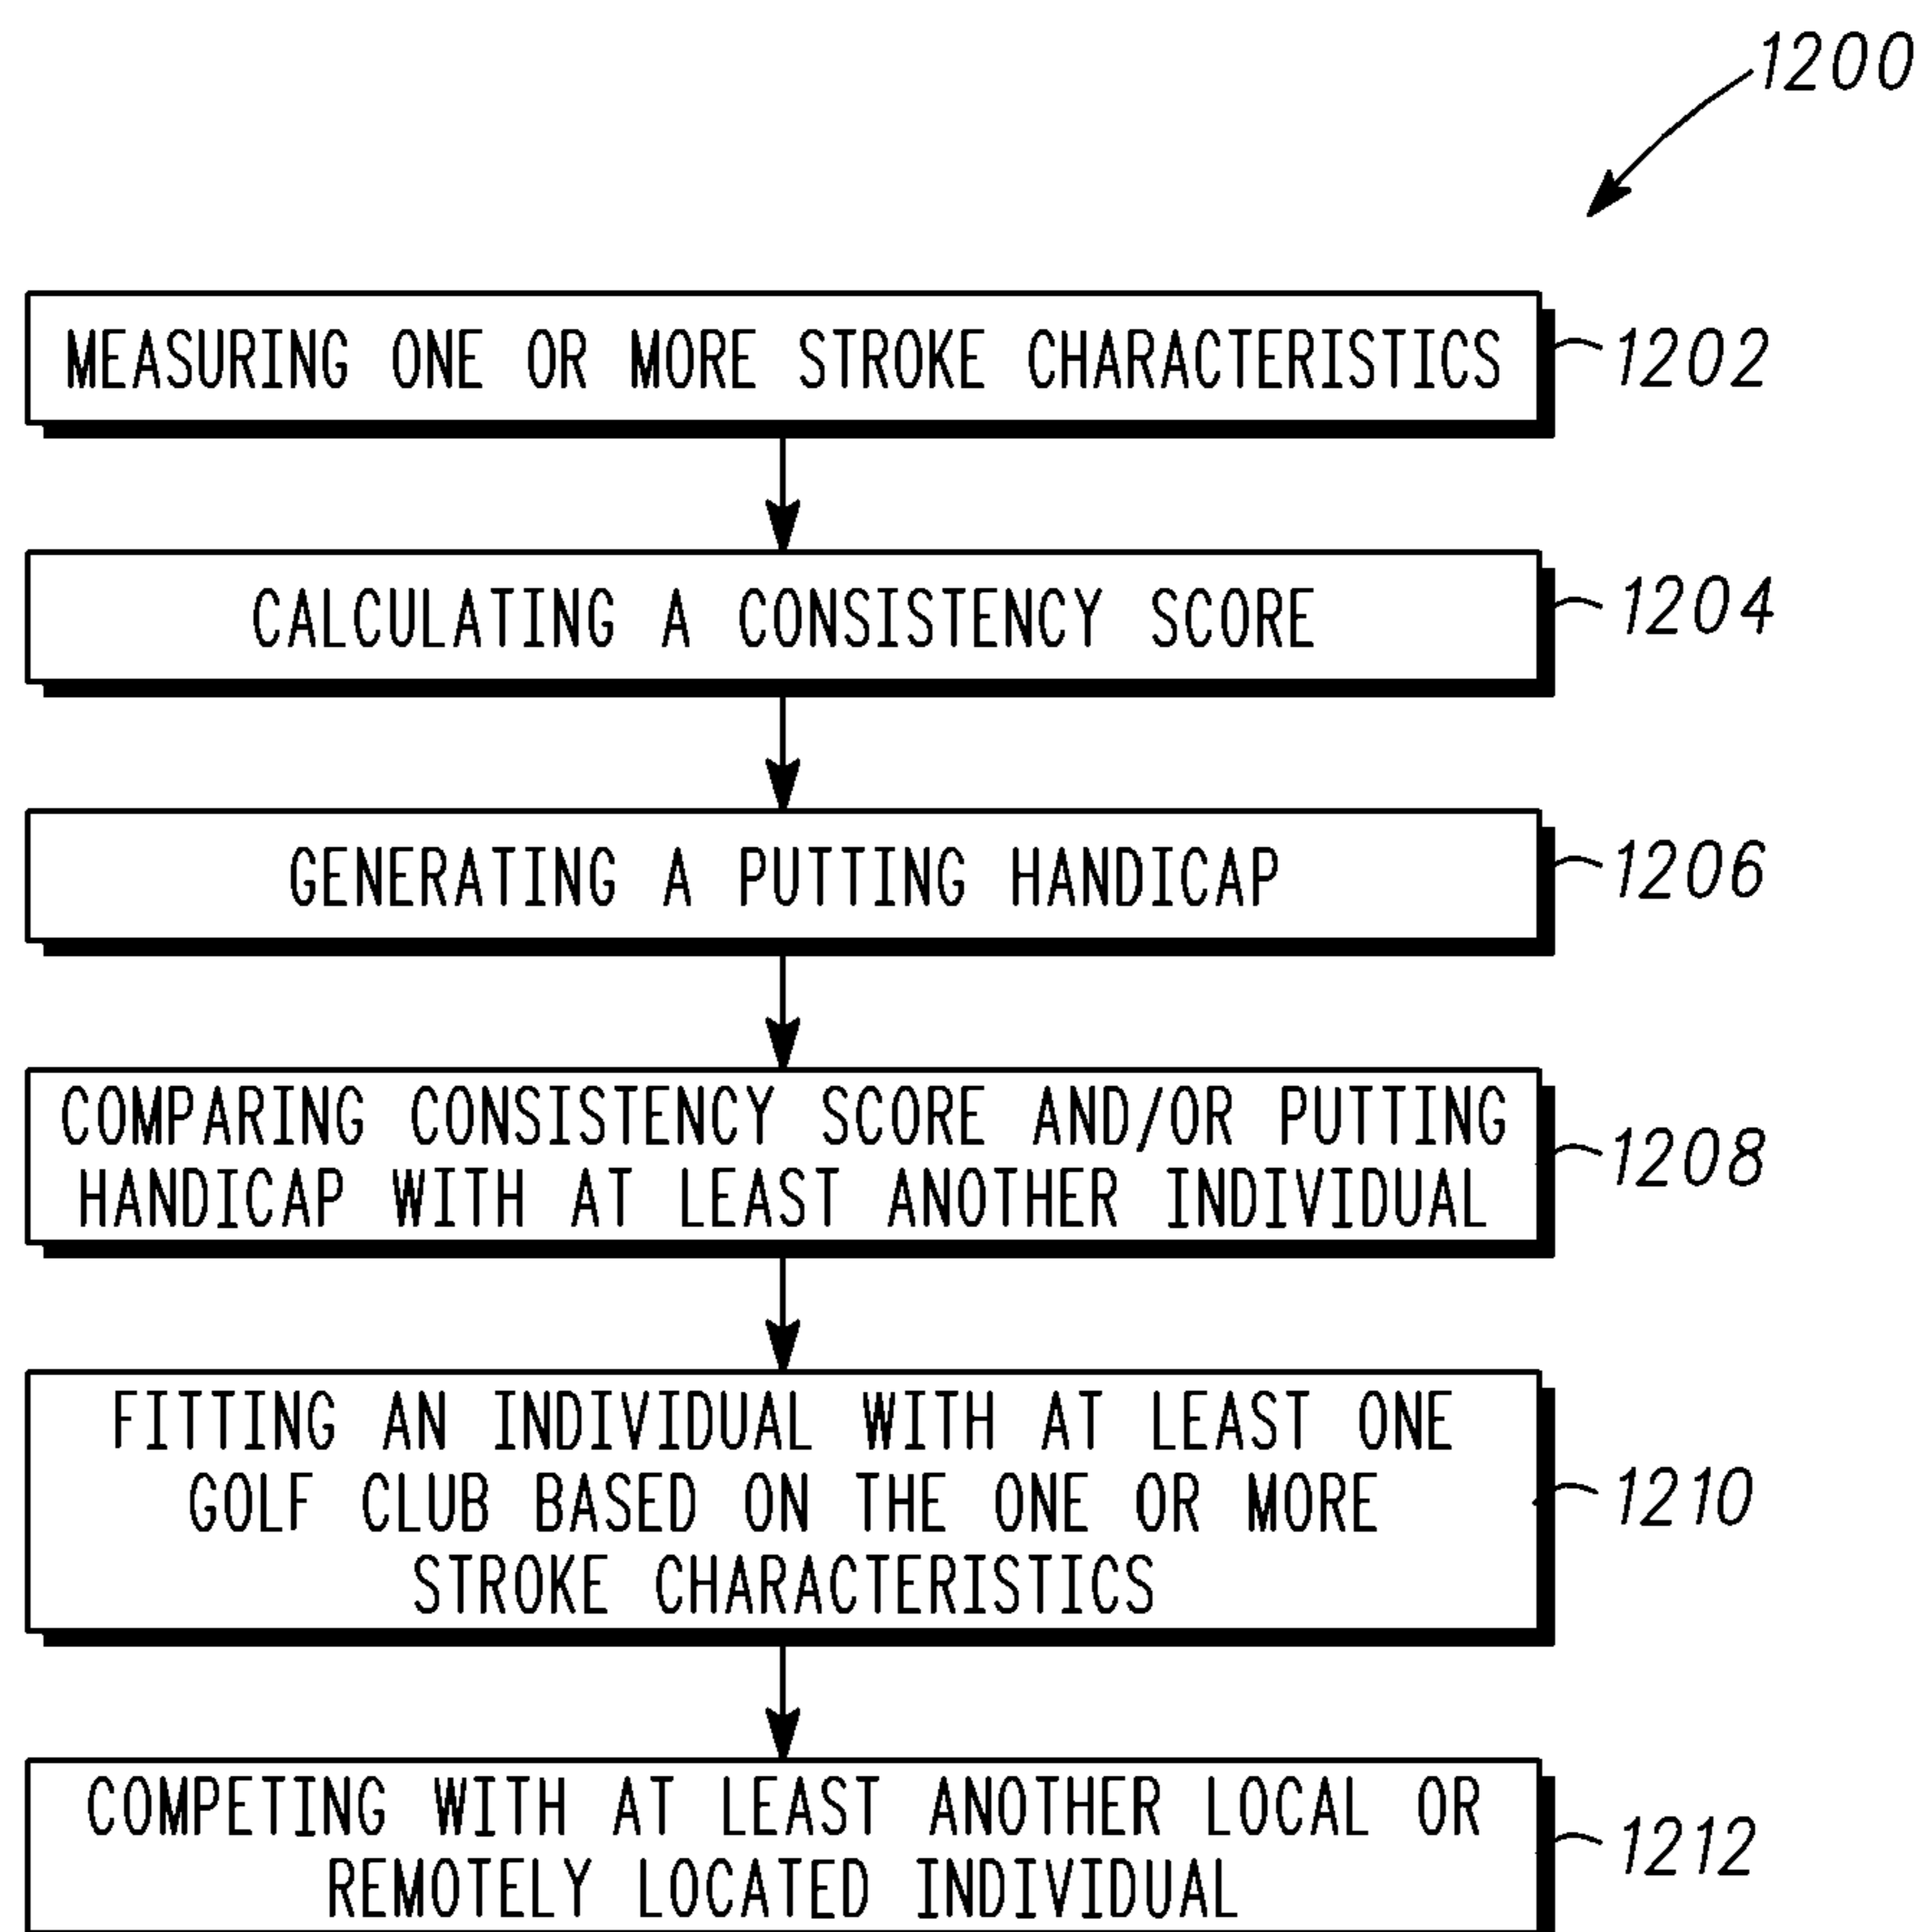 1200
MEASURING ONE OR MORE STROKE CHARACTERISTICS
1202
CALCULATING A CONSISTENCY SCORE
1204
GENERATING A PUTTING HANDICAP
1206
COMPARING CONSISTENCY SCORE AND/OR PUTTING
HANDICAP WITH AT LEAST ANOTHER INDIVIDUAL
1208
FITTING AN INDIVIDUAL WITH AT LEAST ONE
GOLF CLUB BASED ON THE ONE OR MORE
STROKE CHARACTERISTICS
1210
COMPETING WITH AT LEAST ANOTHER LOCAL OR
REMOTELY LOCATED INDIVIDUAL
1212